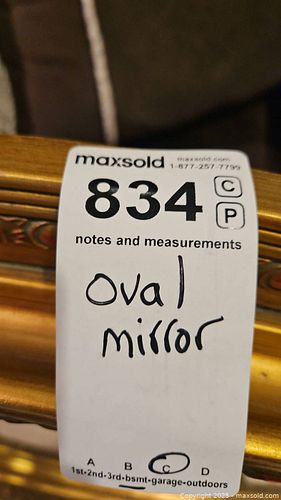 maxsold maxsold.com
1-877-257-7799
834 C
P
notes and measurements
oval
mirror
A B C D
1st-2nd-3rd-bsmt-garage-outdoors
Copyright 2023 - maxsold.com